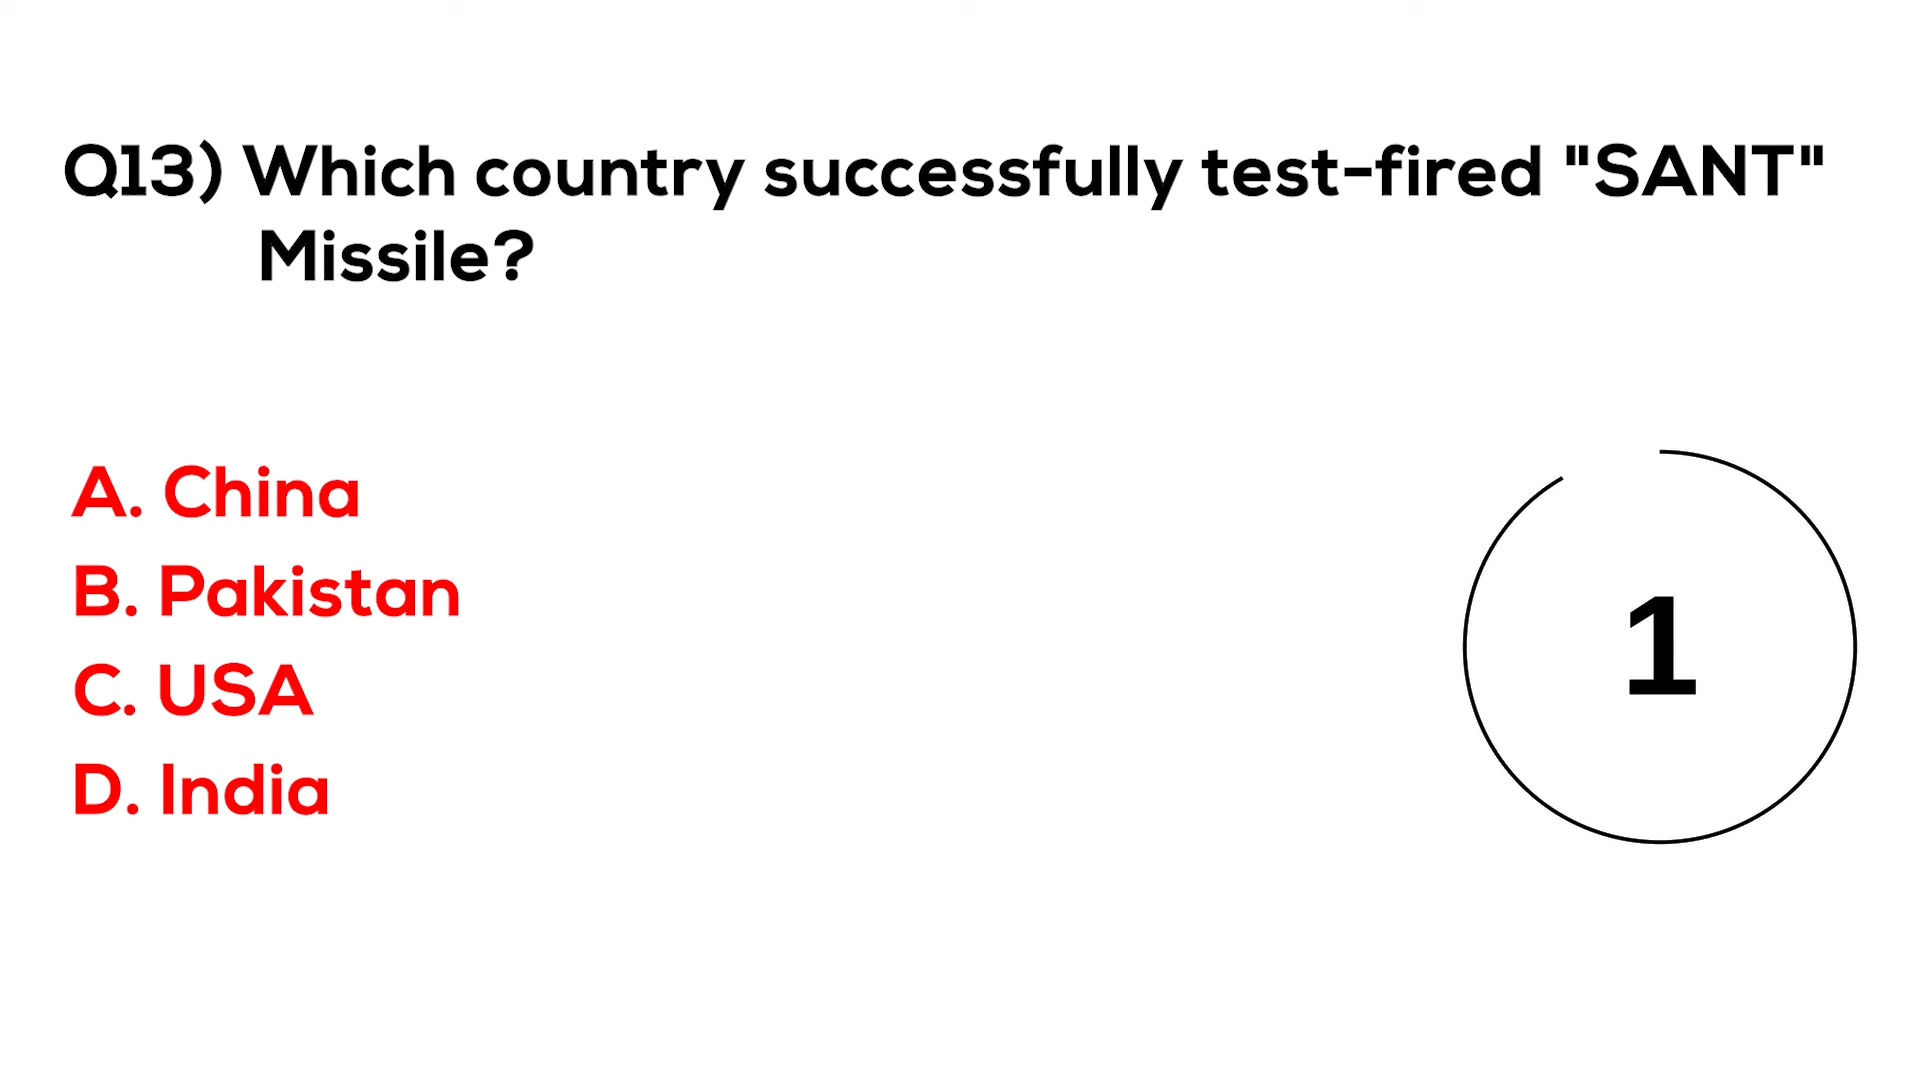 Q13) Which country successfully test-fired "SANT"
Missile?
A. China
B. Pakistan
C. USA
D. India
1